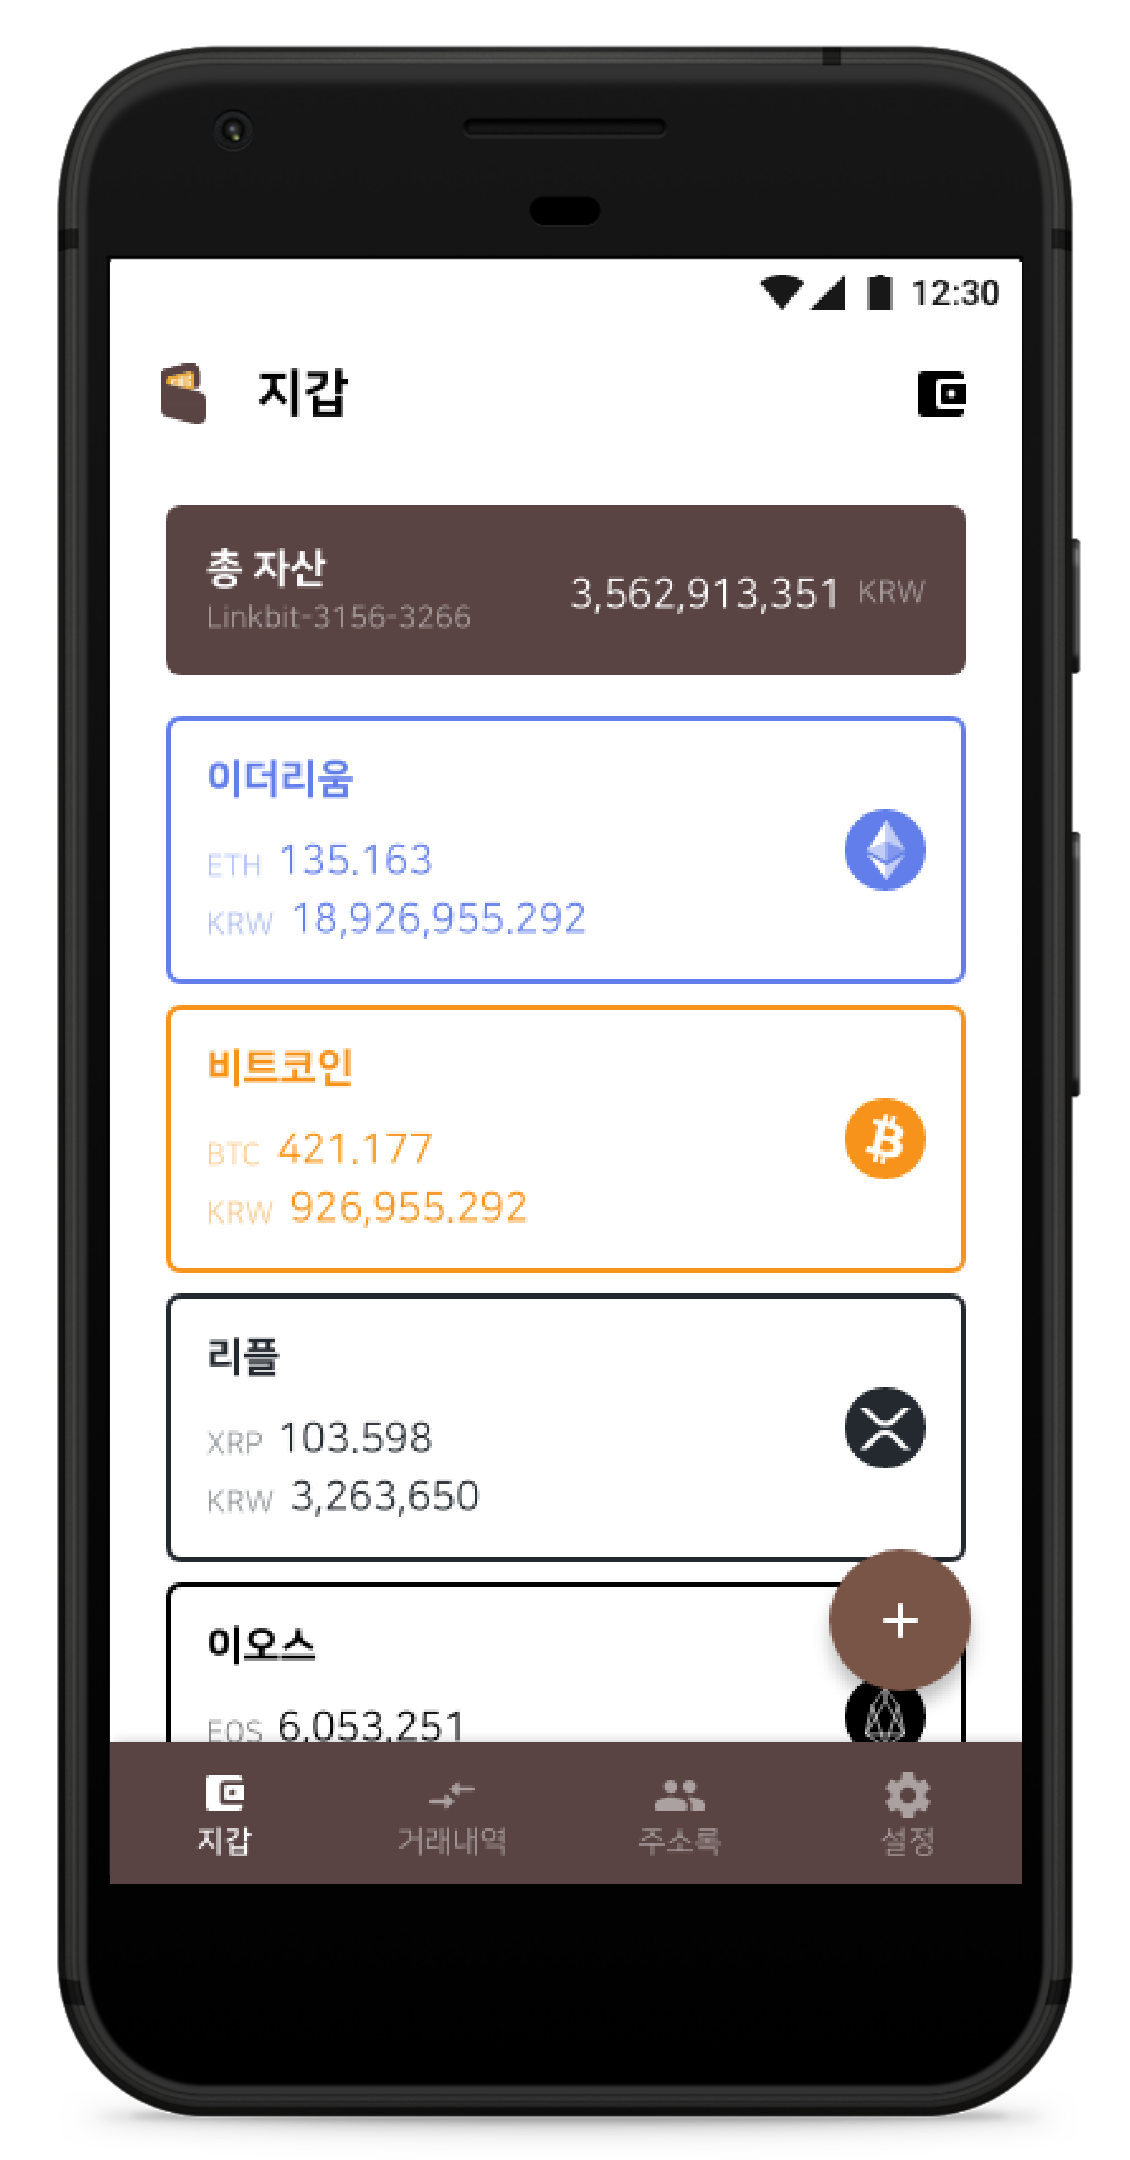 12:30
지갑
총 자산
Linkbit-3156-3266
3,562,913,351 KRW
이더리움
ETH 135.163
KRW 18,926,955.292
비트코인
BTC 421.177
KRW 926,955.292
리플
XRP 103.598
KRW 3,263,650
이오스
EOS 6,053,251
지갑 거래내역 주소록 설정